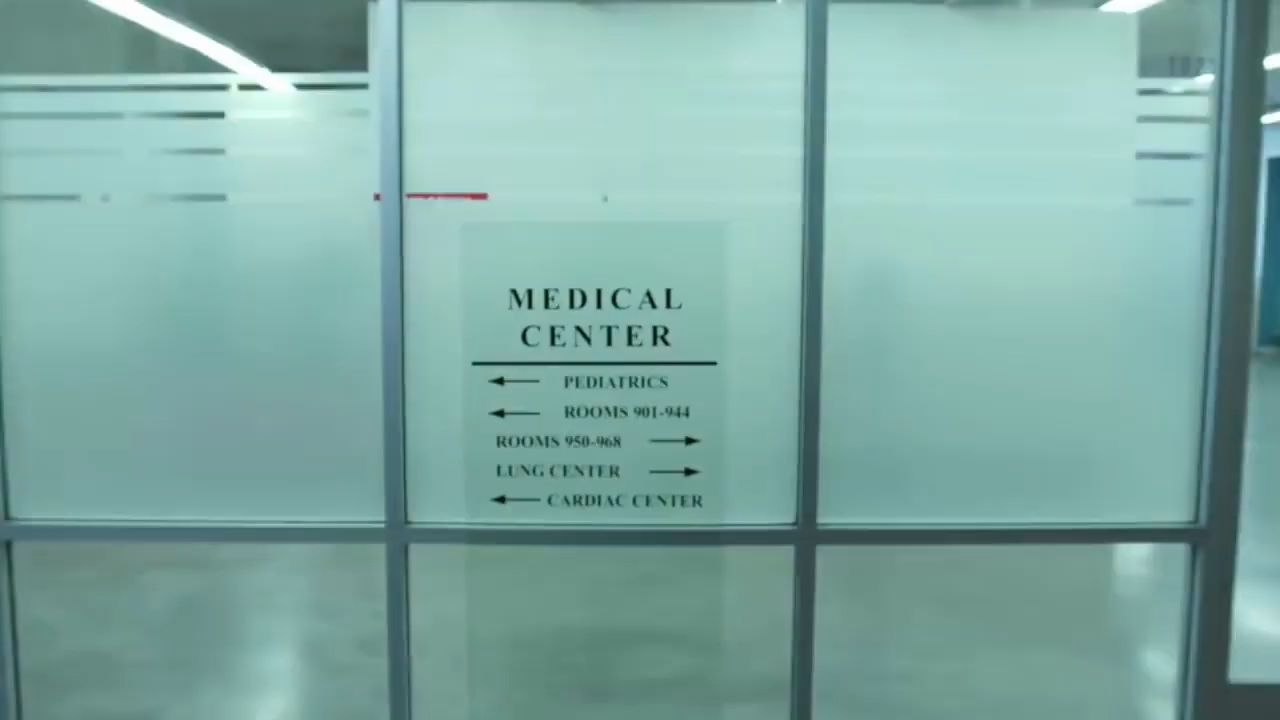 MEDICAL
CENTER
PEDIATRICS
ROOMS 901-944
ROOMS 950-968
LUNG CENTER
CARDIAC CENTER